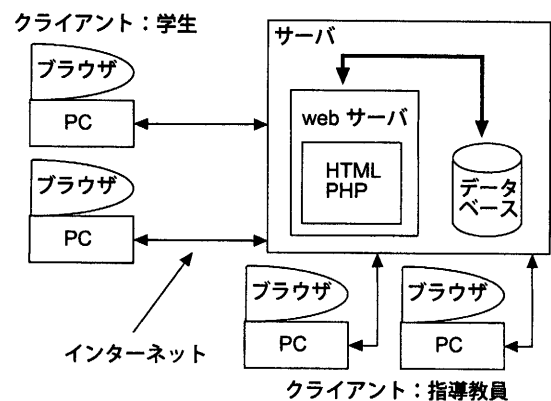 クライアント：学生
ブラウザ
PC
ブラウザ
PC
インターネット
サーバ
web サーバ
HTML
PHP
データ
ベース
ブラウザ
PC
ブラウザ
PC
クライアント：指導教員